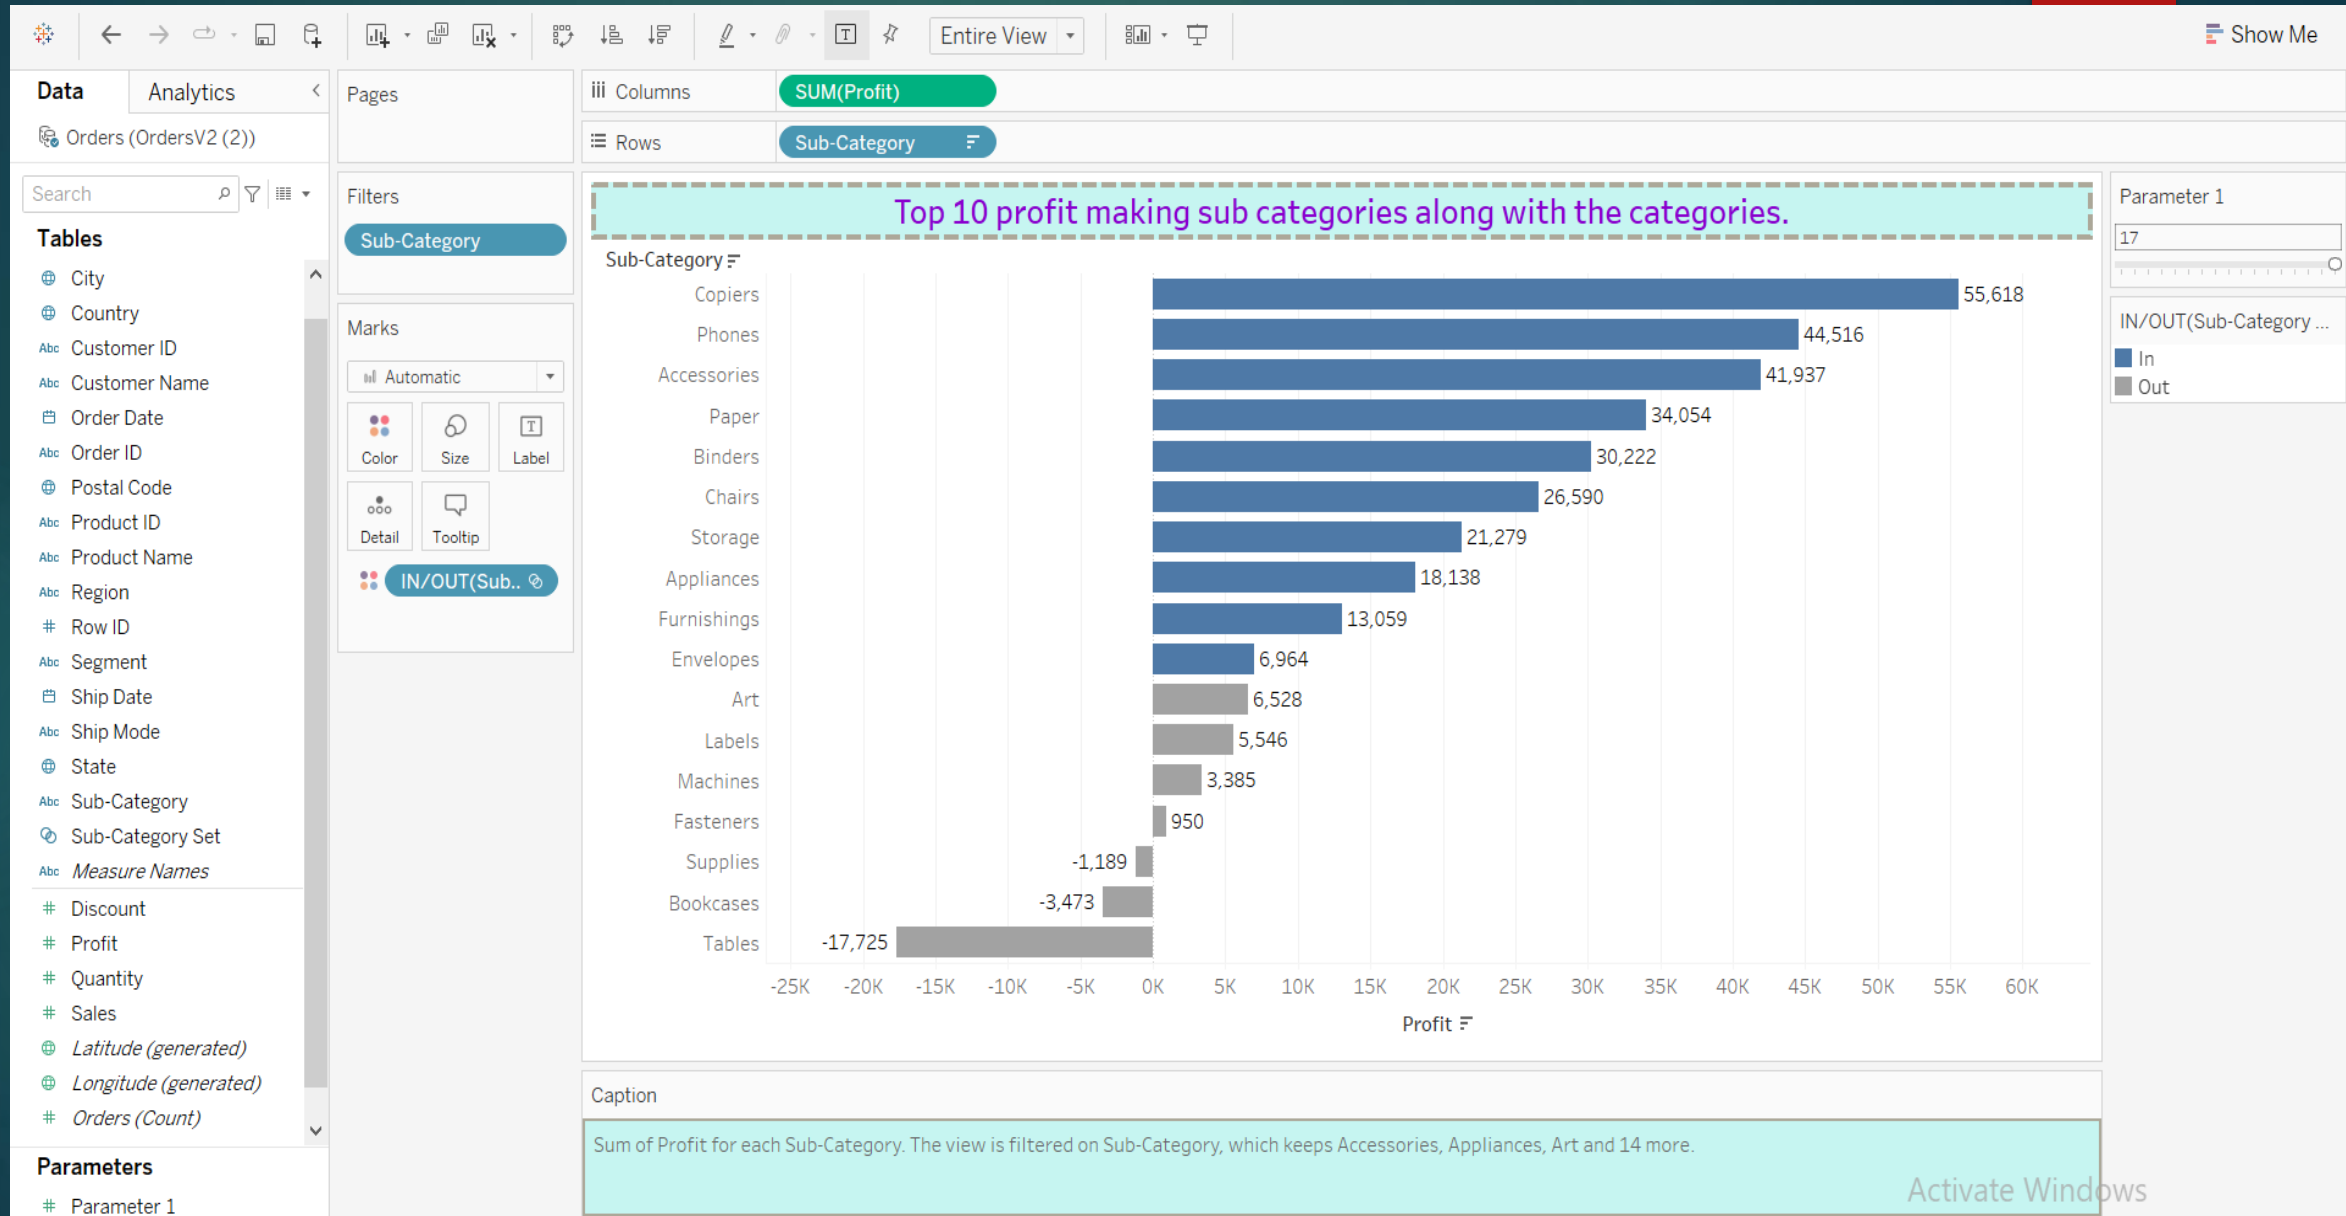 Entire View
Show Me
Data
Analytics
Orders (OrdersV2 (2))
Search
Tables
City
Country
Abc Customer ID
Abc Customer Name
Order Date
Abc Order ID
Postal Code
Abc Product ID
Abc Product Name
Abc Region
# Row ID
Abc Segment
Ship Date
Abc Ship Mode
State
Abc Sub-Category
Sub-Category Set
Abc Measure Names
# Discount
# Profit
# Quantity
# Sales
Latitude (generated)
Longitude (generated)
# Orders (Count)
Parameters
# Parameter 1
Pages
Filters
Sub-Category
Marks
Automatic
Color Size Label
Detail Tooltip
IN/OUT(Sub..
Columns SUM(Profit)
Rows Sub-Category
Top 10 profit making sub categories along with the categories.
Sub-Category
Copiers 55,618
Phones 44,516
Accessories 41,937
Paper 34,054
Binders 30,222
Chairs 26,590
Storage 21,279
Appliances 18,138
Furnishings 13,059
Envelopes 6,964
Art 6,528
Labels 5,546
Machines 3,385
Fasteners 950
Supplies -1,189
Bookcases -3,473
Tables -17,725
-25K -20K -15K -10K -5K 0K 5K 10K 15K 20K 25K 30K 35K 40K 45K 50K 55K 60K
Profit
Caption
Sum of Profit for each Sub-Category. The view is filtered on Sub-Category, which keeps Accessories, Appliances, Art and 14 more.
Parameter 1
17
IN/OUT(Sub-Category ...
In
Out
Activate Windows